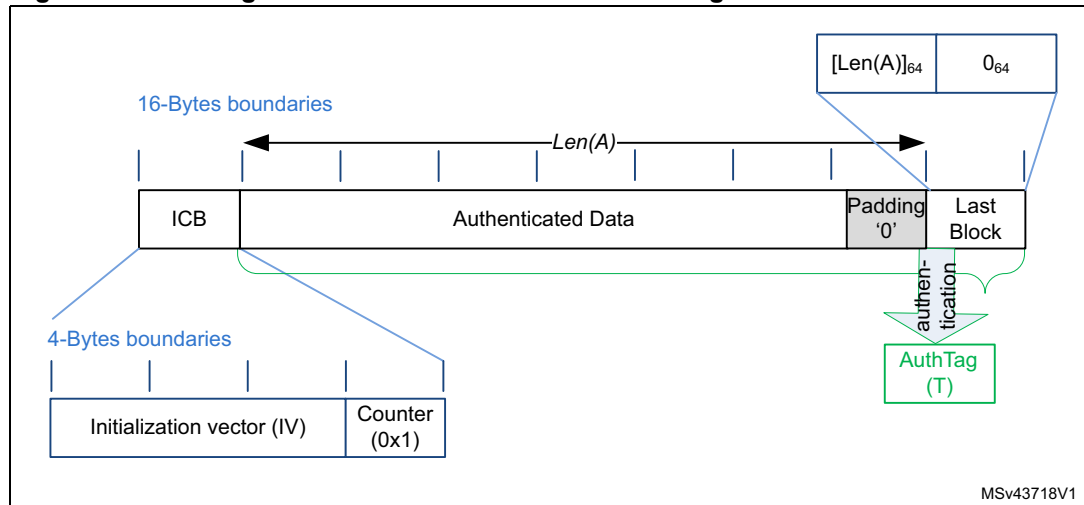 [Len(A)]64
064
16-Bytes boundaries
Len(A)
ICB
Authenticated Data
Padding
‘0’
Last
Block
authen-
tication
4-Bytes boundaries
AuthTag
(T)
Initialization vector (IV)
Counter
(0x1)
MSv43718V1